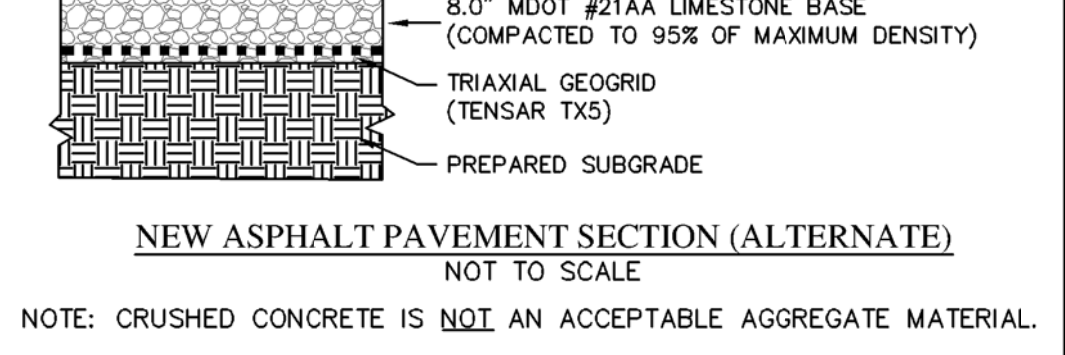 8.0" MDOT #21AA LIMESTONE BASE
(COMPACTED TO 95% OF MAXIMUM DENSITY)
TRIAXIAL GEOGRID
(TENSAR TX5)
PREPARED SUBGRADE
NEW ASPHALT PAVEMENT SECTION (ALTERNATE)
NOT TO SCALE
NOTE: CRUSHED CONCRETE IS NOT AN ACCEPTABLE AGGREGATE MATERIAL.